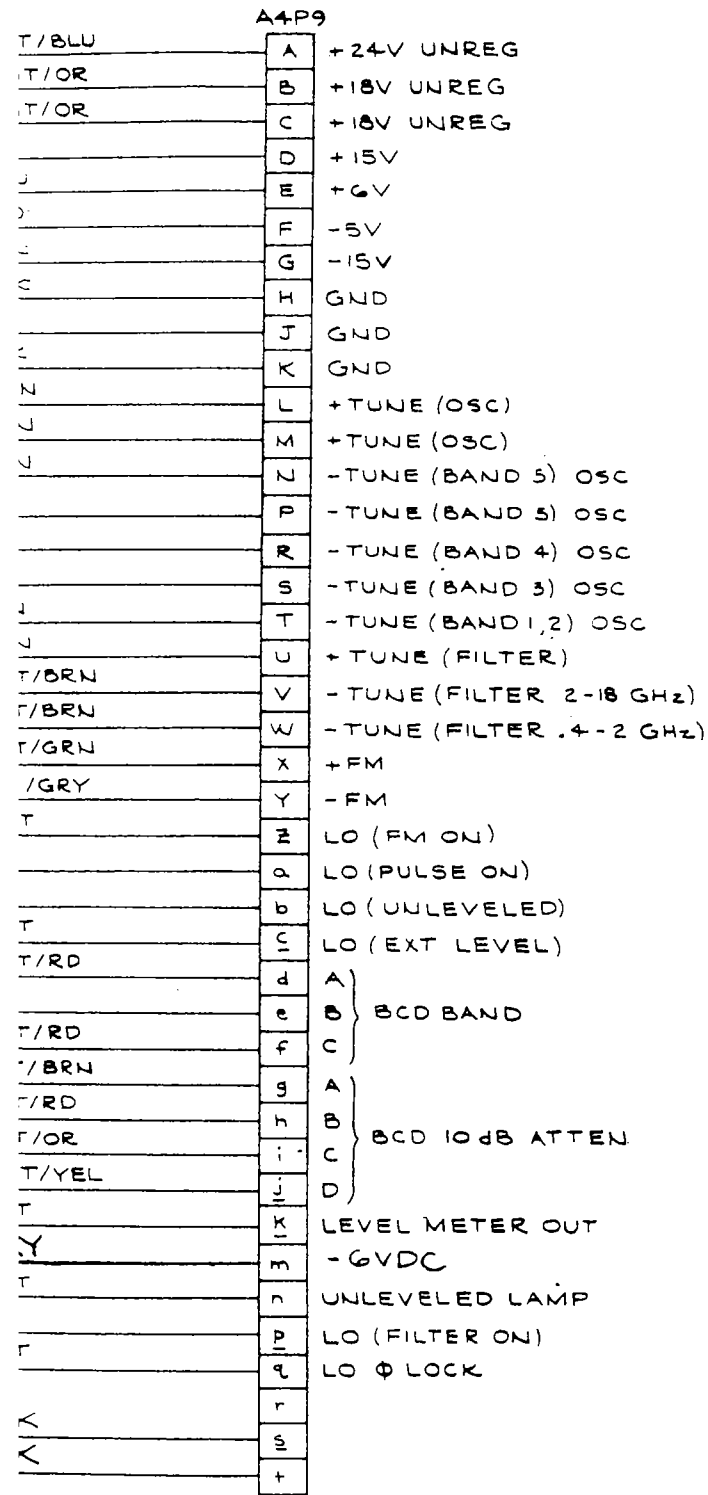 A4P9
T/BLU A +24V UNREG
T/OR B +18V UNREG
T/OR C +18V UNREG
D +15V
E +6V
F -5V
G -15V
H GND
J GND
K GND
N L +TUNE (OSC)
M +TUNE (OSC)
N -TUNE (BAND 5) OSC
P -TUNE (BAND 5) OSC
R -TUNE (BAND 4) OSC
S -TUNE (BAND 3) OSC
T -TUNE (BAND 1,2) OSC
U +TUNE (FILTER)
T/BRN V -TUNE (FILTER 2-18 GHz)
T/BRN W -TUNE (FILTER .4-2 GHz)
T/GRN X +FM
/GRY Y -FM
T Z LO (FM ON)
a LO (PULSE ON)
b LO (UNLEVELED)
T c LO (EXT LEVEL)
T/RD d A
e B BCD BAND
T/RD f C
/BRN g A
T/RD h B
T/OR i C BCD 10 dB ATTEN
T/YEL j D
T k LEVEL METER OUT
Y m -6VDC
T n UNLEVELED LAMP
p LO (FILTER ON)
T q LO Φ LOCK
r
K s
K t